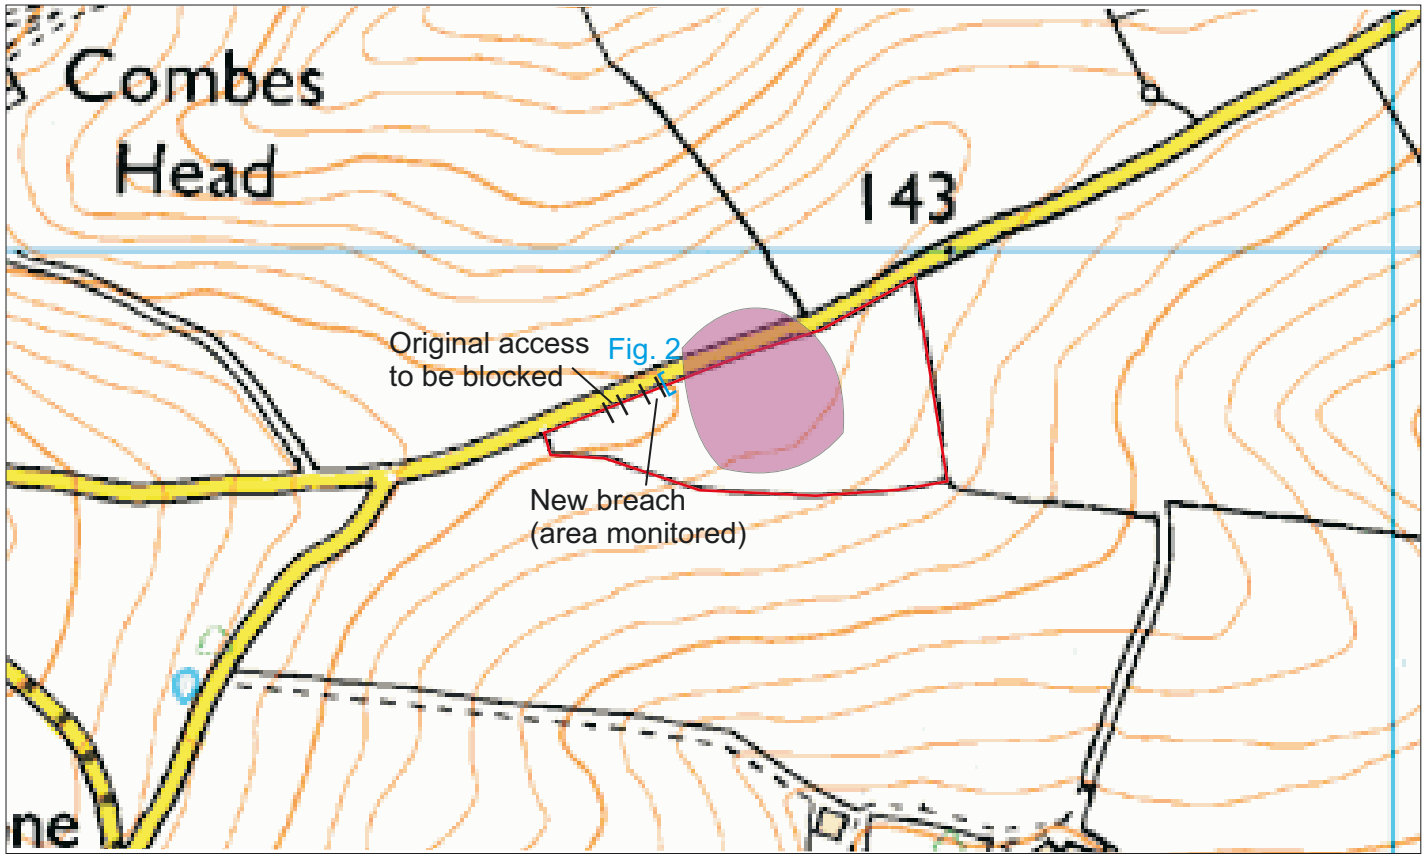 Combes
Head
143
Original access
to be blocked
Fig. 2
New breach
(area monitored)
ne